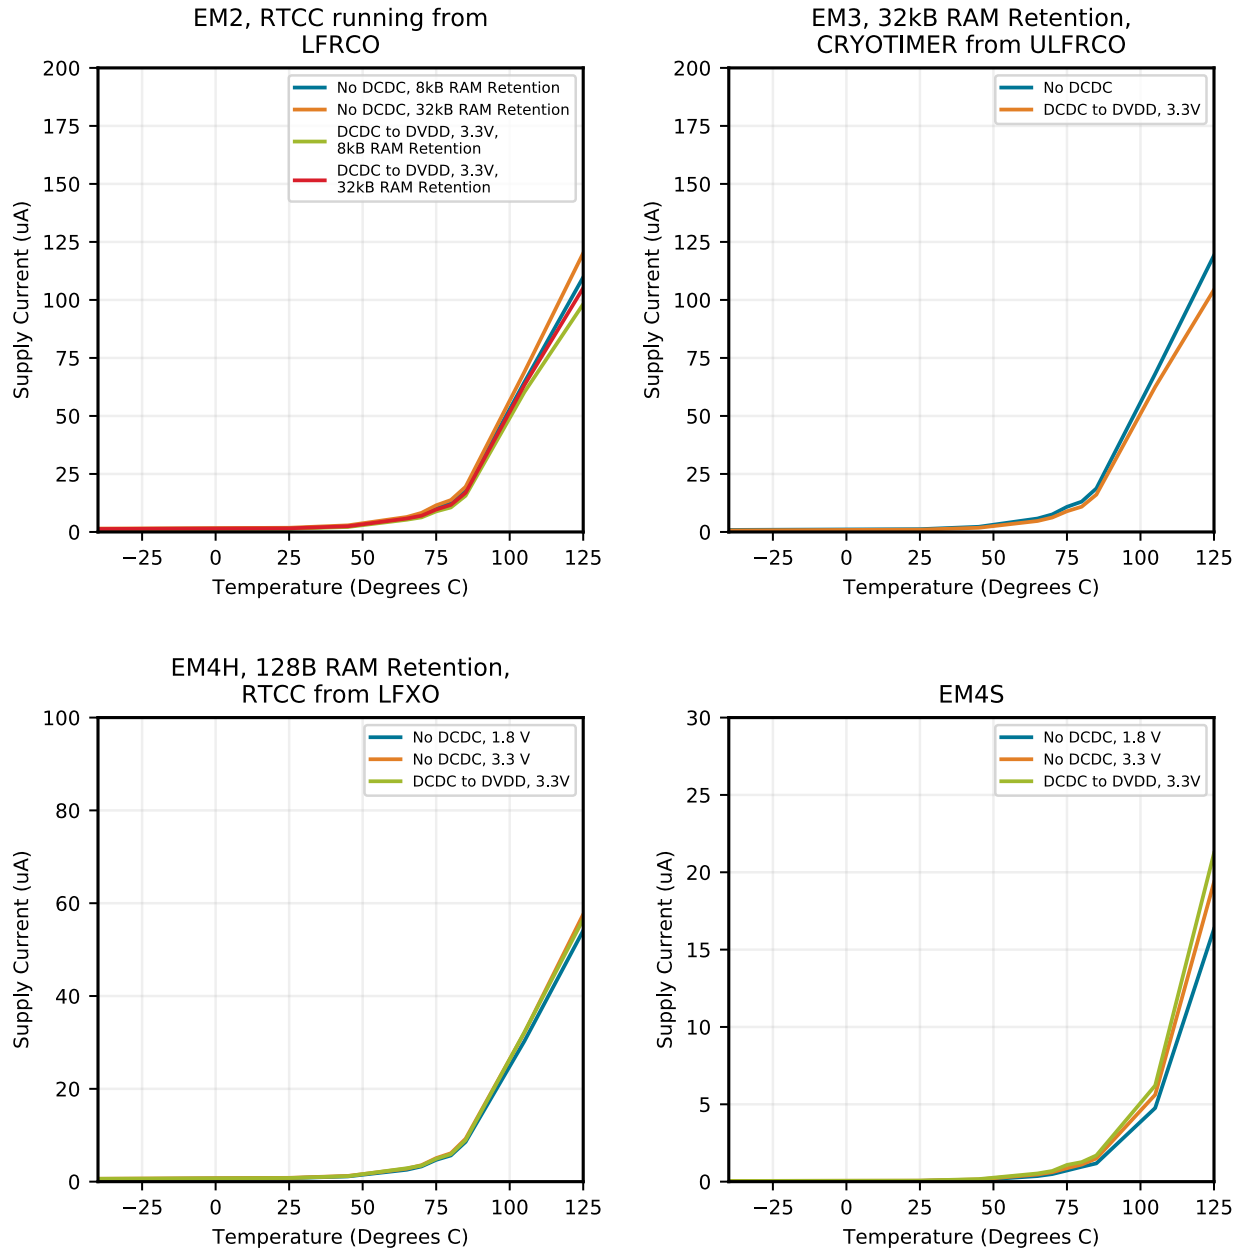 EM2, RTCC running from
LFRCO
200
175
150
125
100
75
50
25
0
Supply Current (uA)
No DCDC, 8kB RAM Retention
No DCDC, 32kB RAM Retention
DCDC to DVDD, 3.3V,
8kB RAM Retention
DCDC to DVDD, 3.3V,
32kB RAM Retention
−25 0 25 50 75 100 125
Temperature (Degrees C)
EM3, 32kB RAM Retention,
CRYOTIMER from ULFRCO
200
175
150
125
100
75
50
25
0
Supply Current (uA)
No DCDC
DCDC to DVDD, 3.3V
−25 0 25 50 75 100 125
Temperature (Degrees C)
EM4H, 128B RAM Retention,
RTCC from LFXO
100
80
60
40
20
0
Supply Current (uA)
No DCDC, 1.8 V
No DCDC, 3.3 V
DCDC to DVDD, 3.3V
−25 0 25 50 75 100 125
Temperature (Degrees C)
EM4S
30
25
20
15
10
5
0
Supply Current (uA)
No DCDC, 1.8 V
No DCDC, 3.3 V
DCDC to DVDD, 3.3V
−25 0 25 50 75 100 125
Temperature (Degrees C)